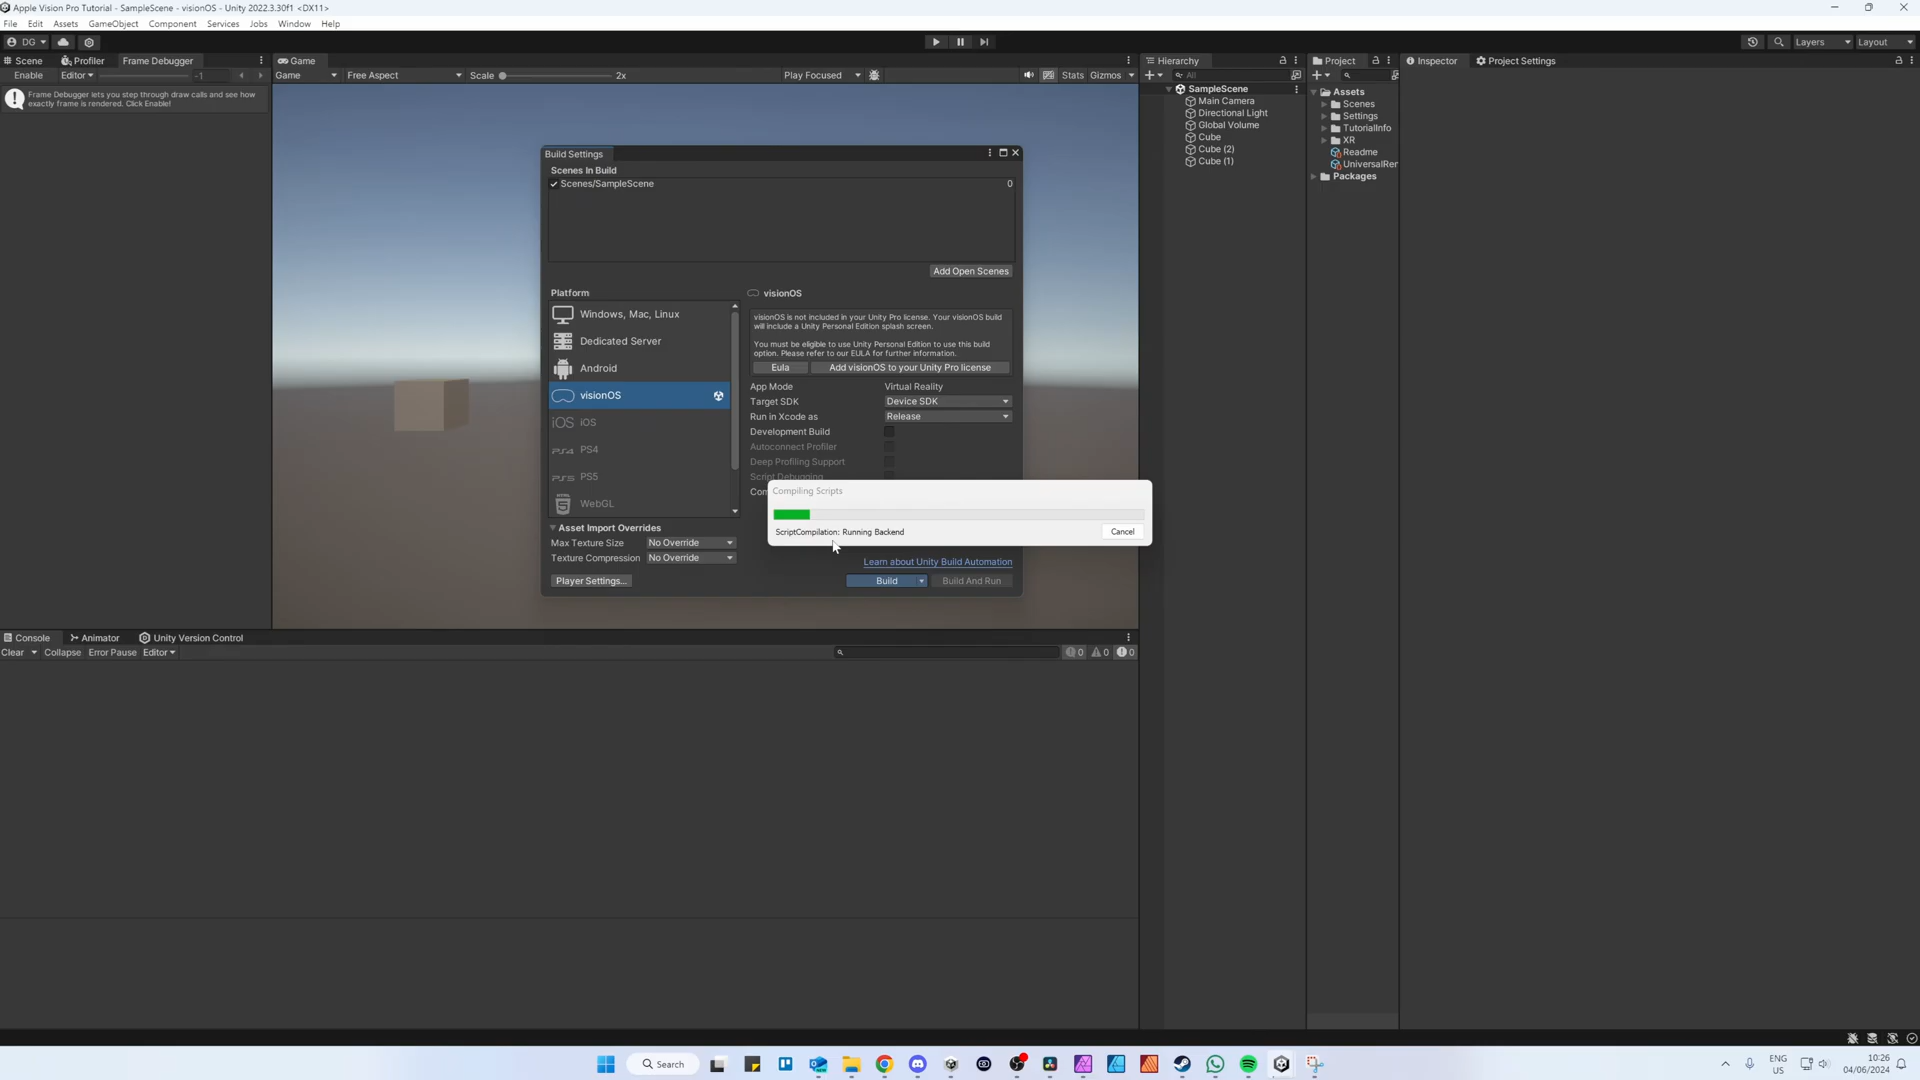 Apple Vision Pro Tutorial - SampleScene - visionOS - Unity 2022.3.30f1 <DX11>
File Edit Assets GameObject Component Services Jobs Window Help
DG
Layers Layout
Scene Profiler Frame Debugger
Enable Editor -1
Frame Debugger lets you step through draw calls and see how
exactly frame is rendered. Click Enable!
Game
Game Free Aspect Scale 2x Play Focused Stats Gizmos
Build Settings
Scenes In Build
Scenes/SampleScene 0
Add Open Scenes
Platform
Windows, Mac, Linux
Dedicated Server
Android
visionOS
iOS iOS
PS4 PS4
PS5 PS5
WebGL
Asset Import Overrides
Max Texture Size No Override
Texture Compression No Override
Player Settings...
visionOS
visionOS is not included in your Unity Pro license. Your visionOS build
will include a Unity Personal Edition splash screen.
You must be eligible to use Unity Personal Edition to use this build
option. Please refer to our EULA for further information.
Eula Add visionOS to your Unity Pro license
App Mode Virtual Reality
Target SDK Device SDK
Run in Xcode as Release
Development Build
Autoconnect Profiler
Deep Profiling Support
Script Debugging
Com
Compiling Scripts
ScriptCompilation: Running Backend
Cancel
Learn about Unity Build Automation
Build Build And Run
Hierarchy
All
SampleScene
Main Camera
Directional Light
Global Volume
Cube
Cube (2)
Cube (1)
Project
Assets
Scenes
Settings
TutorialInfo
XR
Readme
UniversalRen
Packages
Inspector Project Settings
Console Animator Unity Version Control
Clear Collapse Error Pause Editor
0 0 0
Search
ENG
US
10:26
04/06/2024